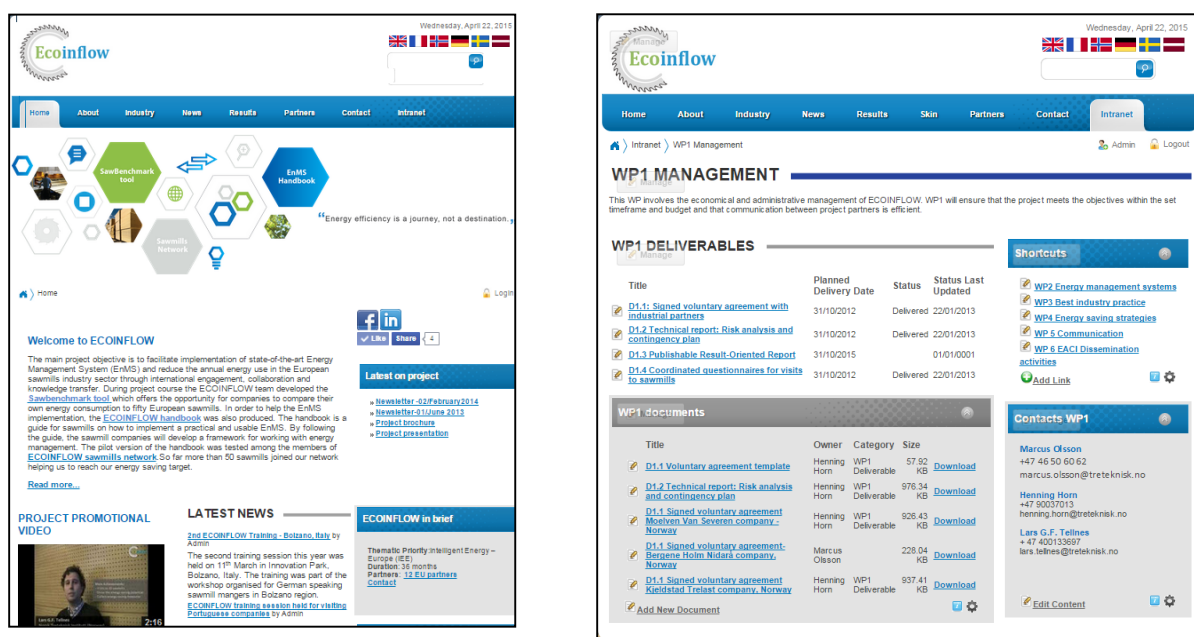 Wednesday, April 22, 2015
Ecoinflow
Home About Industry News Results Partners Contact Intranet
SawBenchmark
tool
EnMS
Handbook
Sawmills
Network
“Energy efficiency is a journey, not a destination.„
Home
Login
f in
Like Share 4
Welcome to ECOINFLOW
The main project objective is to facilitate implementation of state-of-the-art Energy
Management System (EnMS) and reduce the annual energy use in the European
sawmills industry sector through international engagement, collaboration and
knowledge transfer. During project course the ECOINFLOW team developed the
Sawbenchmark tool which offers the opportunity for companies to compare their
own energy consumption to fifty European sawmills. In order to help the EnMS
implementation, the ECOINFLOW handbook was also produced. The handbook is a
guide for sawmills on how to implement a practical and usable EnMS. By following
the guide, the sawmill companies will develop a framework for working with energy
management. The pilot version of the handbook was tested among the members of
ECOINFLOW sawmills network.So far more than 50 sawmills joined our network
helping us to reach our energy saving target.
Read more...
Latest on project
» Newsletter -02/February2014
» Newsletter-01/June 2013
» Project brochure
» Project presentation
PROJECT PROMOTIONAL
VIDEO
Lars G.F. Tellnes
2:16
LATEST NEWS
2nd ECOINFLOW Training - Bolzano, Italy by
Admin
The second training session this year was
held on 11th March in Innovation Park,
Bolzano, Italy. The training was part of the
workshop organised for German speaking
sawmill mangers in Bolzano region.
ECOINFLOW training session held for visiting
Portuguese companies by Admin
ECOINFLOW in brief
Thematic Priority:Intelligent Energy –
Europe (IEE)
Duration: 36 months
Partners: 12 EU partners
Contact
Wednesday, April 22, 2015
Manage
Ecoinflow
Home About Industry News Results Skin Partners Contact Intranet
Intranet WP1 Management
Admin Logout
WP1 MANAGEMENT
Manage
This WP involves the economical and administrative management of ECOINFLOW. WP1 will ensure that the project meets the objectives within the set
timeframe and budget and that communication between project partners is efficient.
WP1 DELIVERABLES
Manage
Title Planned Delivery Date Status Status Last Updated
D1.1: Signed voluntary agreement with
industrial partners 31/10/2012 Delivered 22/01/2013
D1.2 Technical report: Risk analysis and
contingency plan 31/10/2012 Delivered 22/01/2013
D1.3 Publishable Result-Oriented Report 31/10/2015 01/01/0001
D1.4 Coordinated questionnaires for visits
to sawmills 31/10/2012 Delivered 22/01/2013
Shortcuts
WP2 Energy management systems
WP3 Best industry practice
WP4 Energy saving strategies
WP 5 Communication
WP 6 EACI Dissemination
activities
Add Link
WP1 documents
Title Owner Category Size
D1.1 Voluntary agreement template Henning Horn WP1 Deliverable 57.92 KB Download
D1.2 Technical report: Risk analysis
and contingency plan Henning Horn WP1 Deliverable 976.34 KB Download
D1.1 Signed voluntary agreement
Moelven Van Severen company -
Norway Henning Horn WP1 Deliverable 926.43 KB Download
D1.1 Signed voluntary agreement-
Bergene Holm Nidarå company,
Norway Marcus Olsson 228.04 KB Download
D1.1 Signed voluntary agreement
Kjeldstad Trelast company, Norway Henning Horn WP1 Deliverable 937.41 KB Download
Add New Document
Contacts WP1
Marcus Olsson
+47 46 50 60 62
marcus.olsson@treteknisk.no
Henning Horn
+47 90037013
henning.horn@treteknisk.no
Lars G.F. Tellnes
+ 47 400133697
lars.tellnes@treteknisk.no
Edit Content